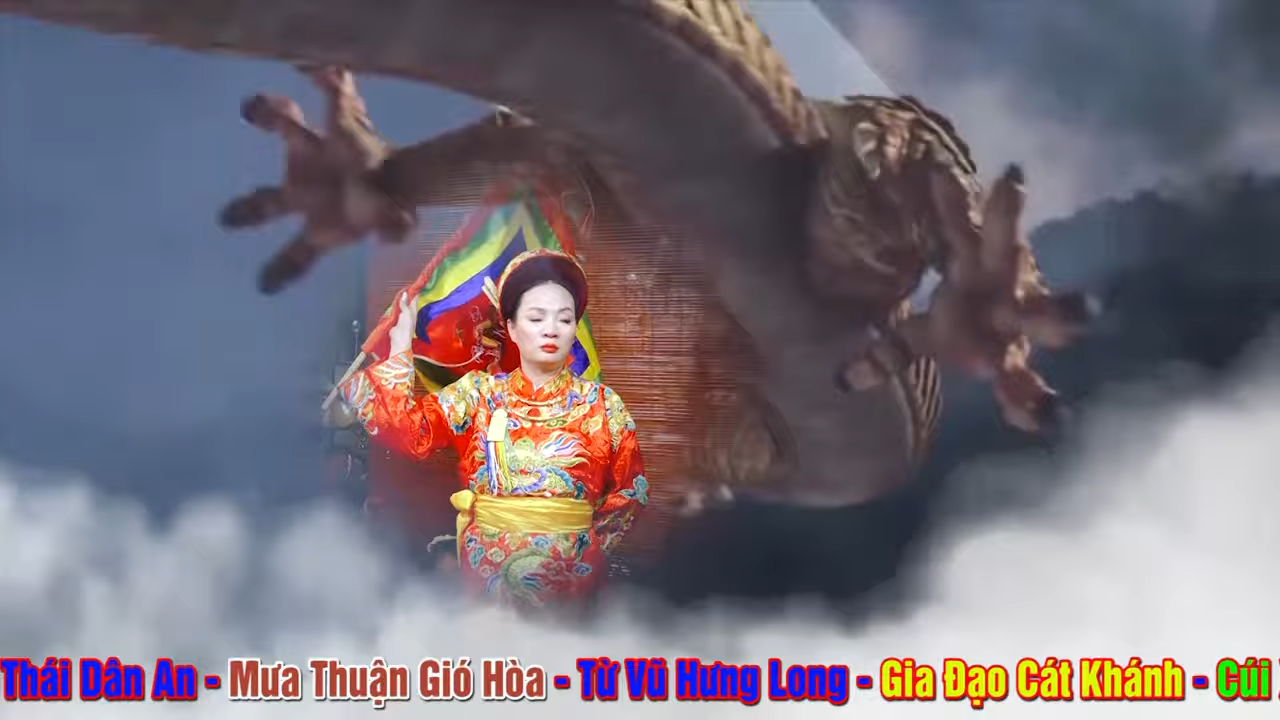 Thái Dân An - Mưa Thuận Gió Hòa - Từ Vũ Hưng Long - Gia Đạo Cát Khánh - Cúi